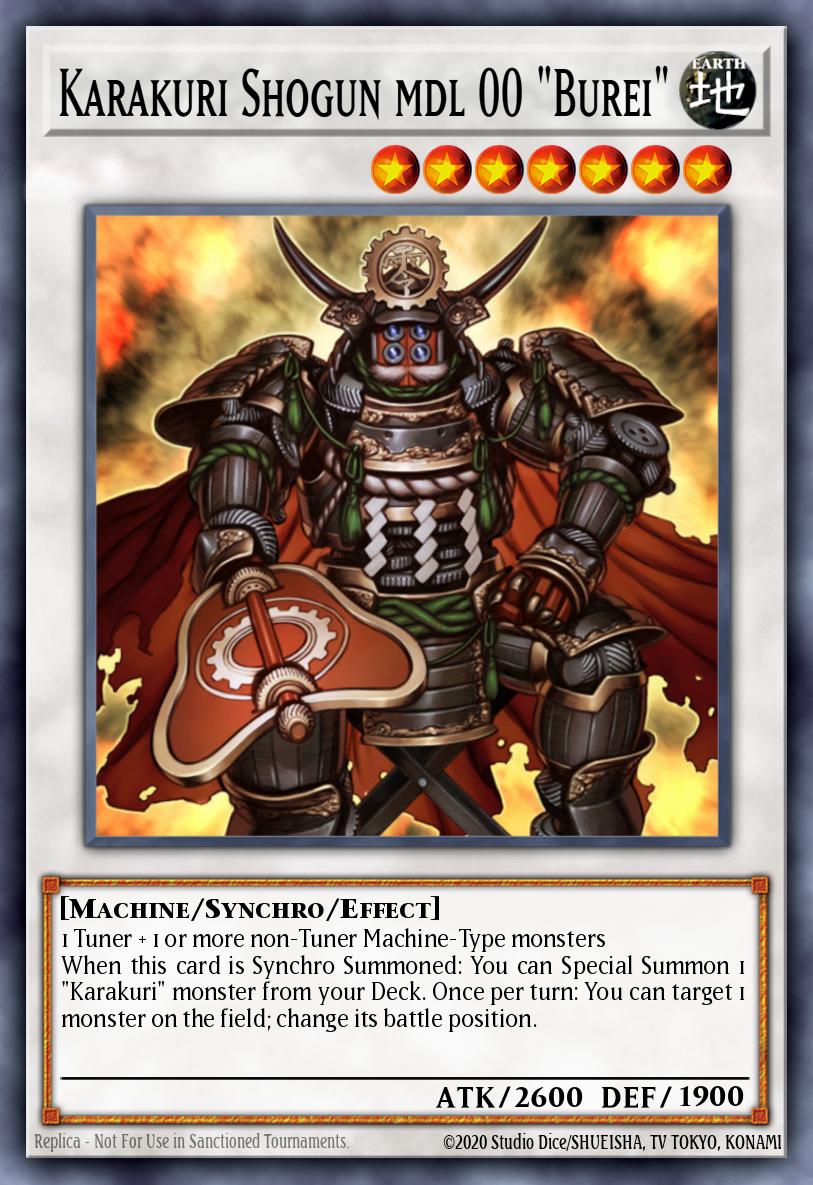 Karakuri Shogun mdl 00 "Burei"
EARTH
地
零
[Machine/Synchro/Effect]
1 Tuner + 1 or more non-Tuner Machine-Type monsters
When this card is Synchro Summoned: You can Special Summon 1
"Karakuri" monster from your Deck. Once per turn: You can target 1
monster on the field; change its battle position.
ATK/2600 DEF/1900
Replica - Not For Use in Sanctioned Tournaments.
©2020 Studio Dice/SHUEISHA, TV TOKYO, KONAMI